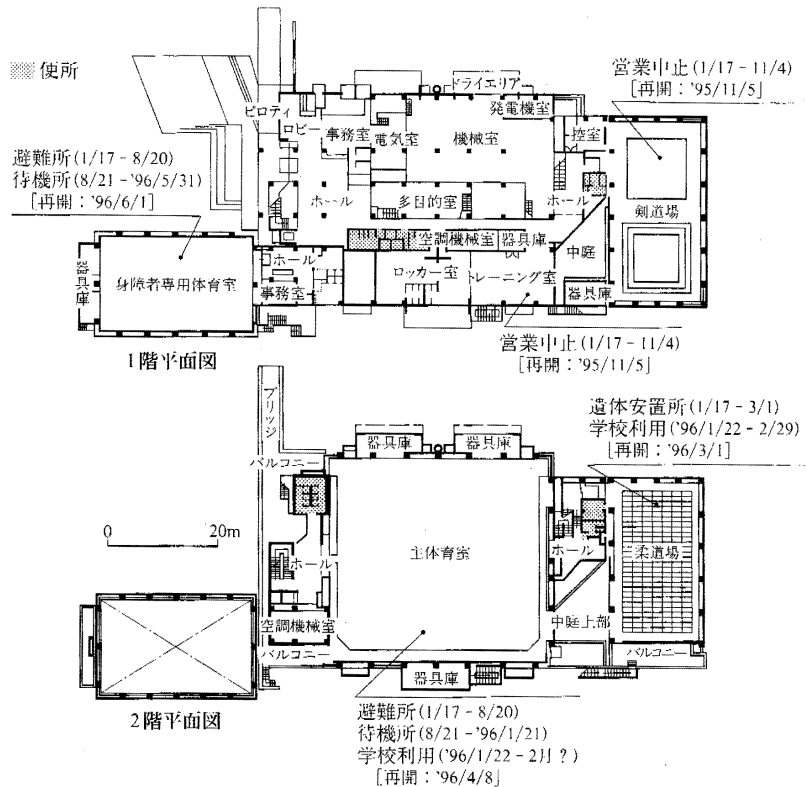 便所
営業中止(1/17 - 11/4)
[再開：'95/11/5]
ドライエリア
発電機室
ピロティ
ロビー
事務室
電気室
機械室
控室
避難所(1/17 - 8/20)
待機所(8/21 -'96/5/31)
[再開：'96/6/1]
ホール
多目的室
ホール
剣道場
空調機械室
器具庫
中庭
器具庫
身障者専用体育室
ホール
事務室
ロッカー室
トレーニング室
器具庫
1階平面図
営業中止(1/17 - 11/4)
[再開：'95/11/5]
ブリッジ
遺体安置所(1/17 - 3/1)
学校利用('96/1/22 - 2/29)
[再開：'96/3/1]
バルコニー
器具庫
器具庫
0 20m
ホール
主体育室
ホール
柔道場
空調機械室
中庭上部
バルコニー
バルコニー
器具庫
2階平面図
避難所(1/17 - 8/20)
待機所(8/21 -'96/1/21)
学校利用('96/1/22 - 2月？)
[再開：'96/4/8]